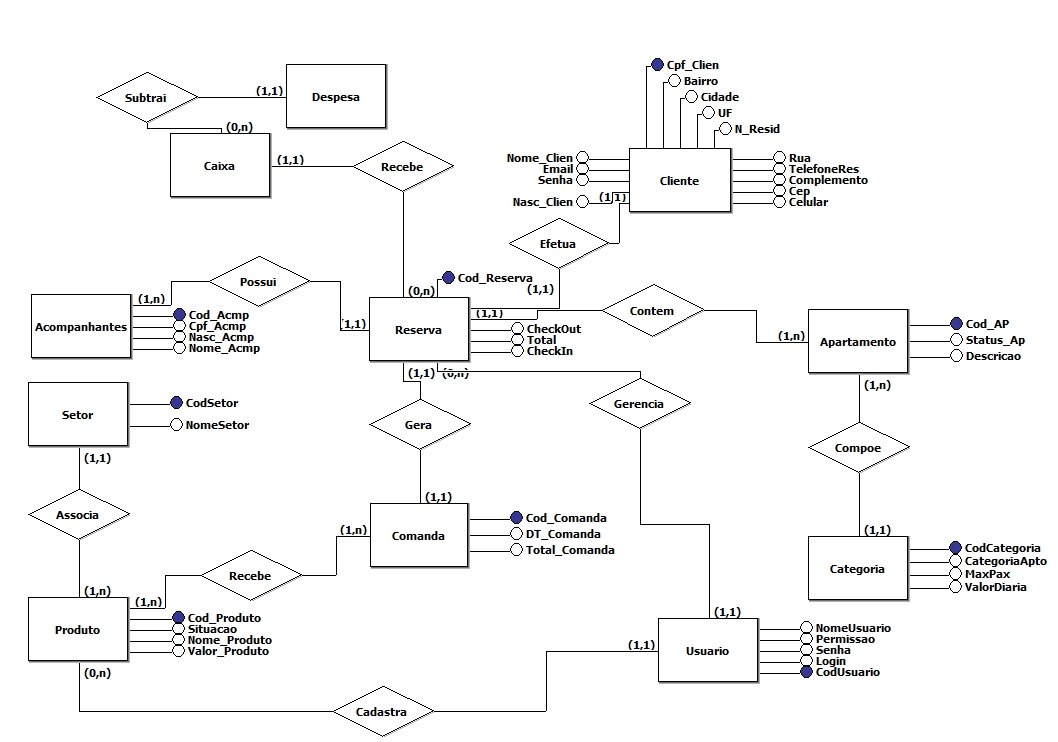 Cpf_Clien
Bairro
Cidade
UF
N_Resid
Subtrai
(1,1)
Despesa
(0,n)
Caixa
(1,1)
Recebe
Nome_Clien
Email
Senha
Nasc_Clien
(1,1)
Cliente
Rua
TelefoneRes
Complemento
Cep
Celular
Efetua
(1,1)
Possui
(1,n)
Cod_Reserva
(0,n)
(1,1)
Contem
Acompanhantes
Cod_Acmp
Cpf_Acmp
Nasc_Acmp
Nome_Acmp
(1,1)
Reserva
CheckOut
Total
CheckIn
(1,n)
Apartamento
Cod_AP
Status_Ap
Descricao
(1,1)
(0,n)
(1,n)
Setor
CodSetor
NomeSetor
Gera
Gerencia
Compoe
(1,1)
Associa
(1,1)
(1,n)
Comanda
Cod_Comanda
DT_Comanda
Total_Comanda
(1,1)
Categoria
CodCategoria
CategoriaApto
MaxPax
ValorDiaria
Recebe
(1,n)
(1,n)
Produto
Cod_Produto
Situacao
Nome_Produto
Valor_Produto
(0,n)
(1,1)
(1,1)
Usuario
NomeUsuario
Permissao
Senha
Login
CodUsuario
Cadastra